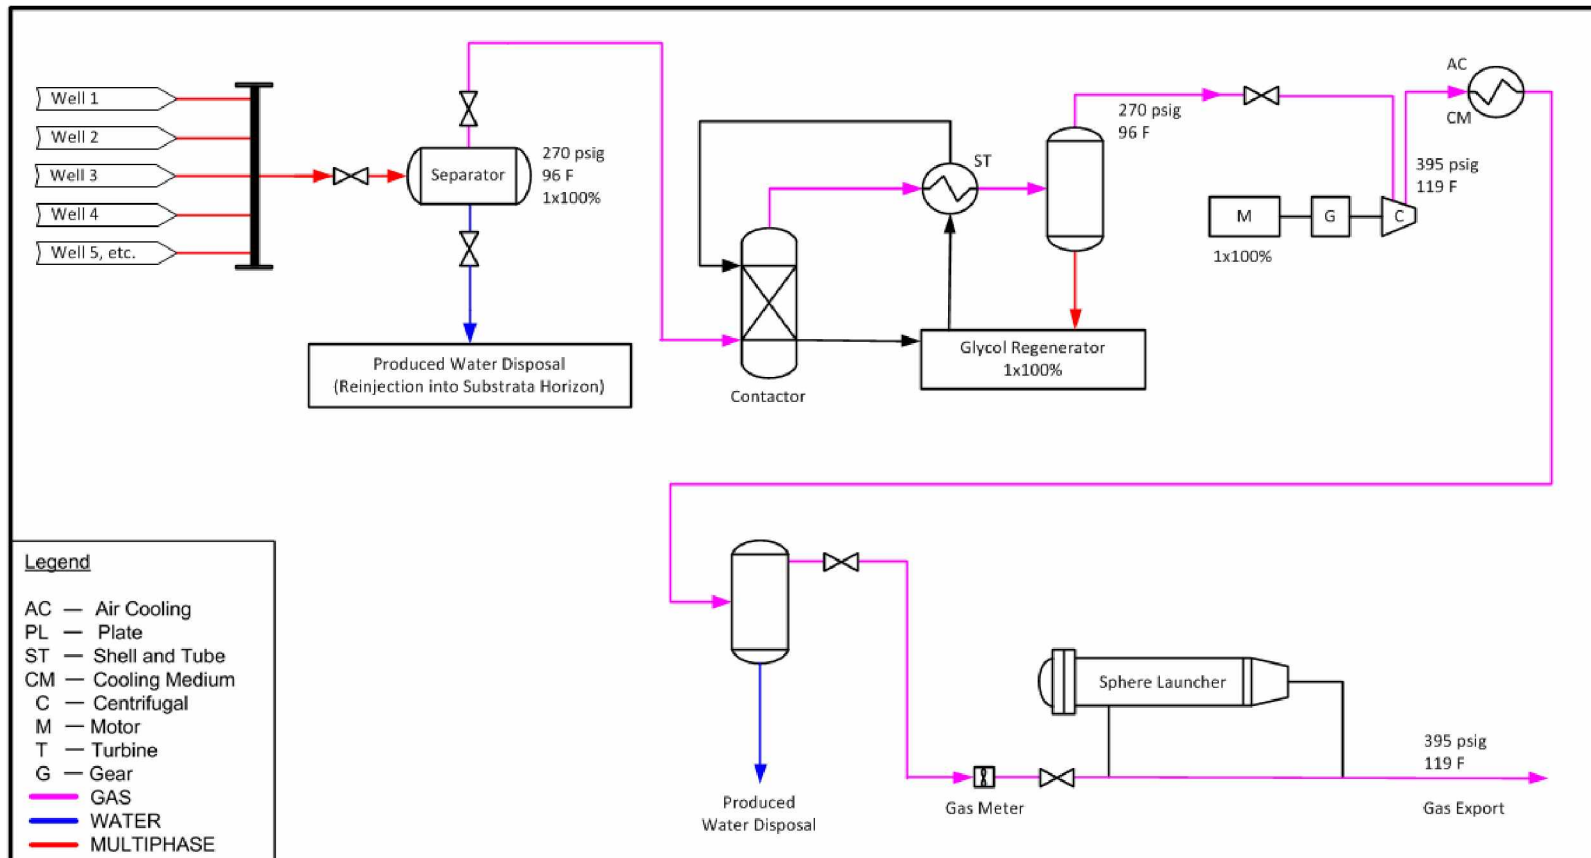 Well 1
Well 2
Well 3
Well 4
Well 5, etc.
Separator
270 psig
96 F
1x100%
Produced Water Disposal
(Reinjection into Substrata Horizon)
Contactor
ST
Glycol Regenerator
1x100%
270 psig
96 F
M
G
C
1x100%
395 psig
119 F
AC
CM
Legend
AC — Air Cooling
PL — Plate
ST — Shell and Tube
CM — Cooling Medium
C — Centrifugal
M — Motor
T — Turbine
G — Gear
GAS
WATER
MULTIPHASE
Produced
Water Disposal
Gas Meter
Sphere Launcher
395 psig
119 F
Gas Export